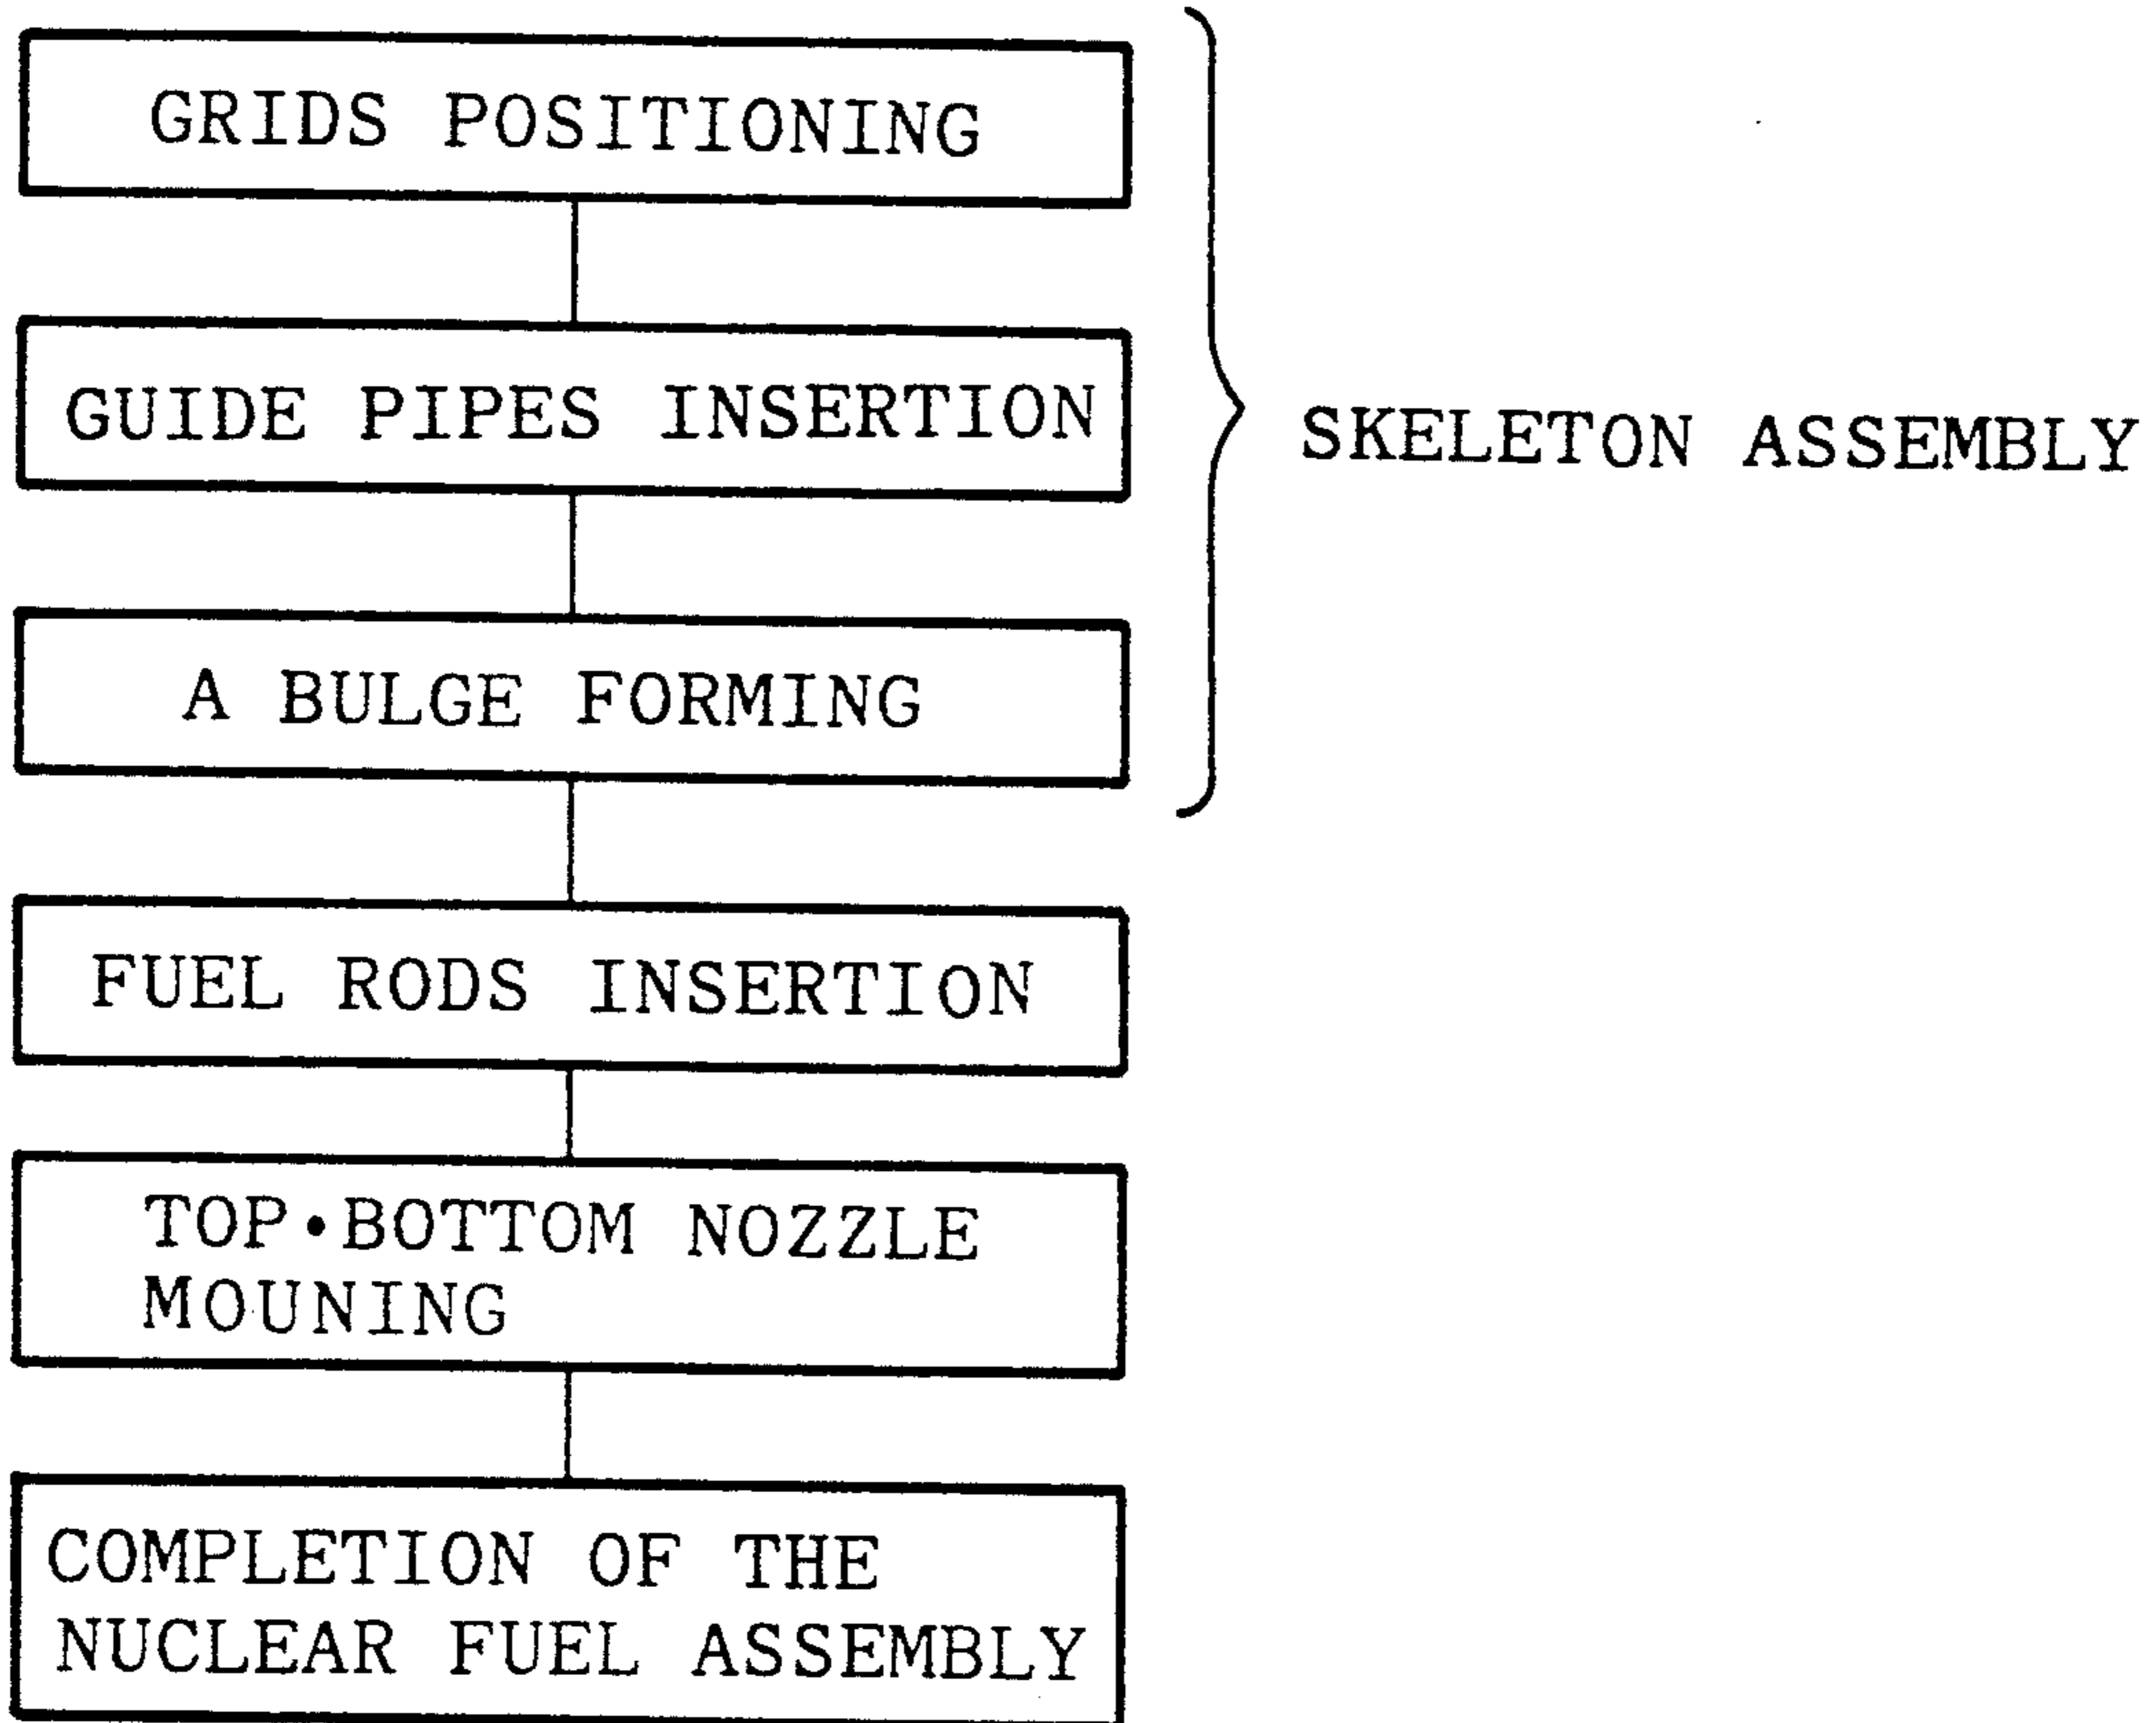 GRIDS POSITIONING
GUIDE PIPES INSERTION
SKELETON ASSEMBLY
A BULGE FORMING
FUEL RODS INSERTION
TOP•BOTTOM NOZZLE
MOUNING
COMPLETION OF THE
NUCLEAR FUEL ASSEMBLY